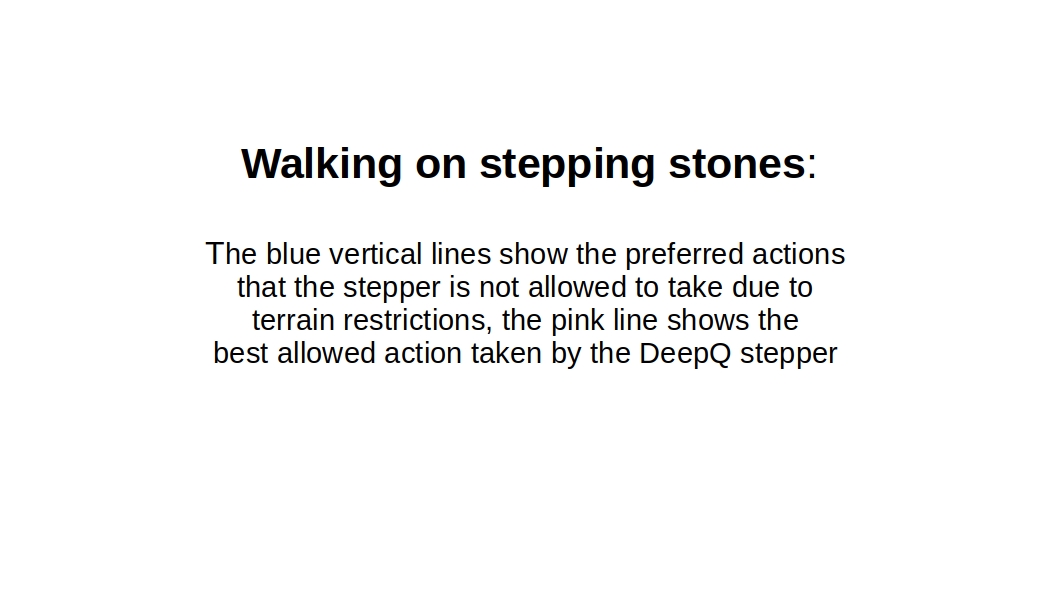 Walking on stepping stones:
The blue vertical lines show the preferred actions
that the stepper is not allowed to take due to
terrain restrictions, the pink line shows the
best allowed action taken by the DeepQ stepper